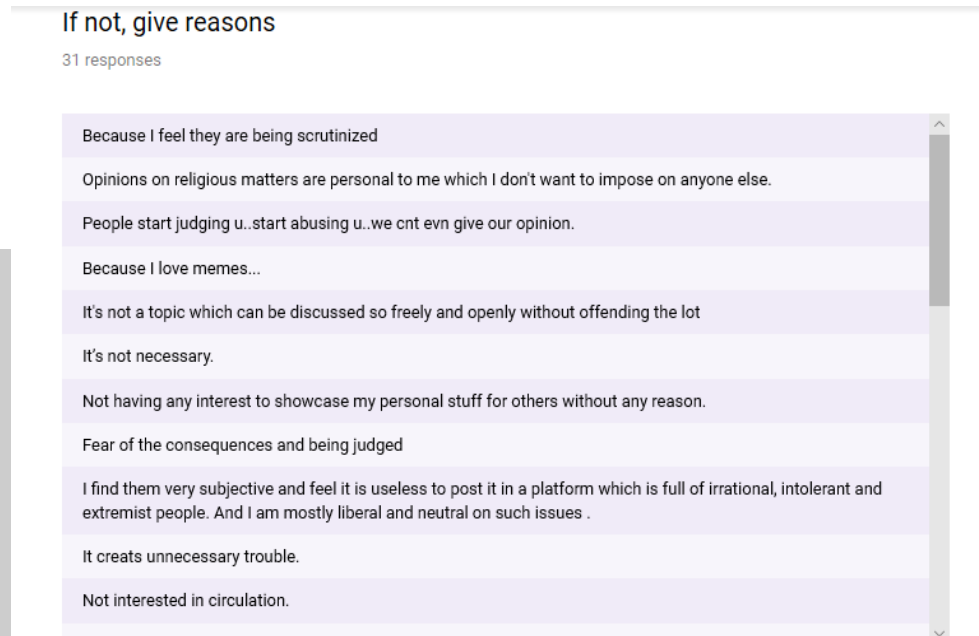 If not, give reasons
31 responses
Because I feel they are being scrutinized
Opinions on religious matters are personal to me which I don't want to impose on anyone else.
People start judging u..start abusing u..we cnt evn give our opinion.
Because I love memes...
It's not a topic which can be discussed so freely and openly without offending the lot
It's not necessary.
Not having any interest to showcase my personal stuff for others without any reason.
Fear of the consequences and being judged
I find them very subjective and feel it is useless to post it in a platform which is full of irrational, intolerant and
extremist people. And I am mostly liberal and neutral on such issues .
It creats unnecessary trouble.
Not interested in circulation.